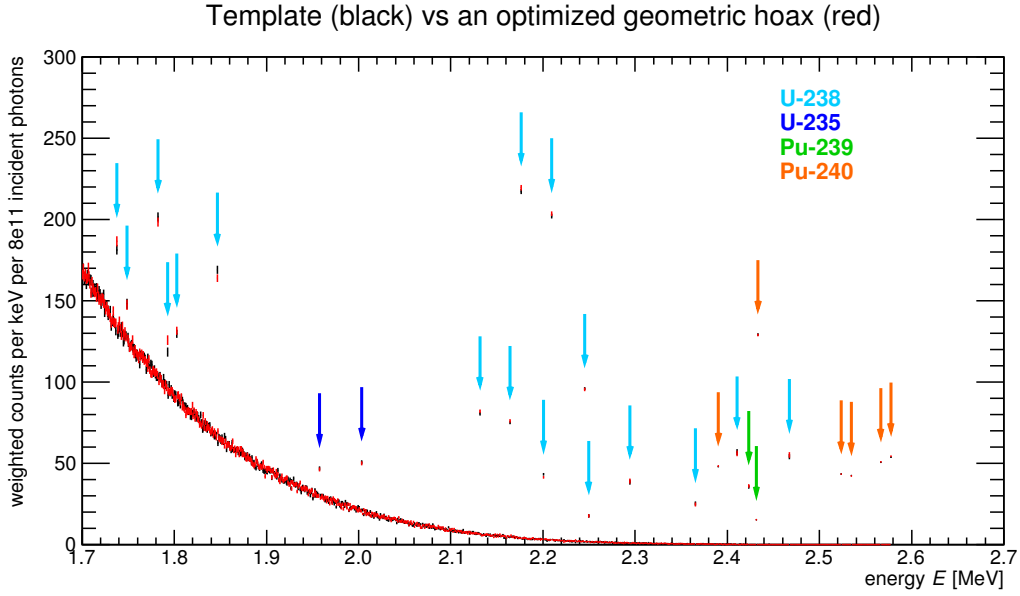 Template (black) vs an optimized geometric hoax (red)
weighted counts per keV per 8e11 incident photons
300
250
200
150
100
50
0
U-238
U-235
Pu-239
Pu-240
1.7 1.8 1.9 2.0 2.1 2.2 2.3 2.4 2.5 2.6 2.7
energy E [MeV]